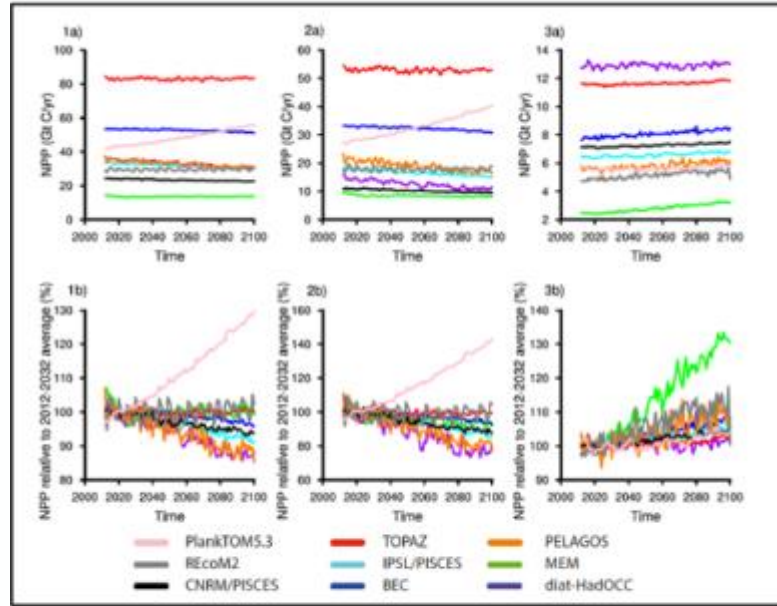 1a) 2a) 3a)
NPP (Gt C/yr) NPP (Gt C/yr) NPP (Gt C/yr)
100 60 14
80 50 12
60 40 10
40 30 8
20 20 6
10 4
0 0 2
2000 2020 2040 2060 2080 2100 2000 2020 2040 2060 2080 2100 2000 2020 2040 2060 2080 2100
Time Time Time
1b) 2b) 3b)
NPP relative to 2012-2032 average (%) NPP relative to 2012-2032 average (%) NPP relative to 2012-2032 average (%)
130 160 140
120 140 130
110 120 120
100 100 110
90 80 100
80 60 90
2000 2020 2040 2060 2080 2100 2000 2020 2040 2060 2080 2100 2000 2020 2040 2060 2080 2100
Time Time Time
PlankTOM5.3 TOPAZ PELAGOS
REcoM2 IPSL/PISCES MEM
CNRM/PISCES BEC diat-HadOCC